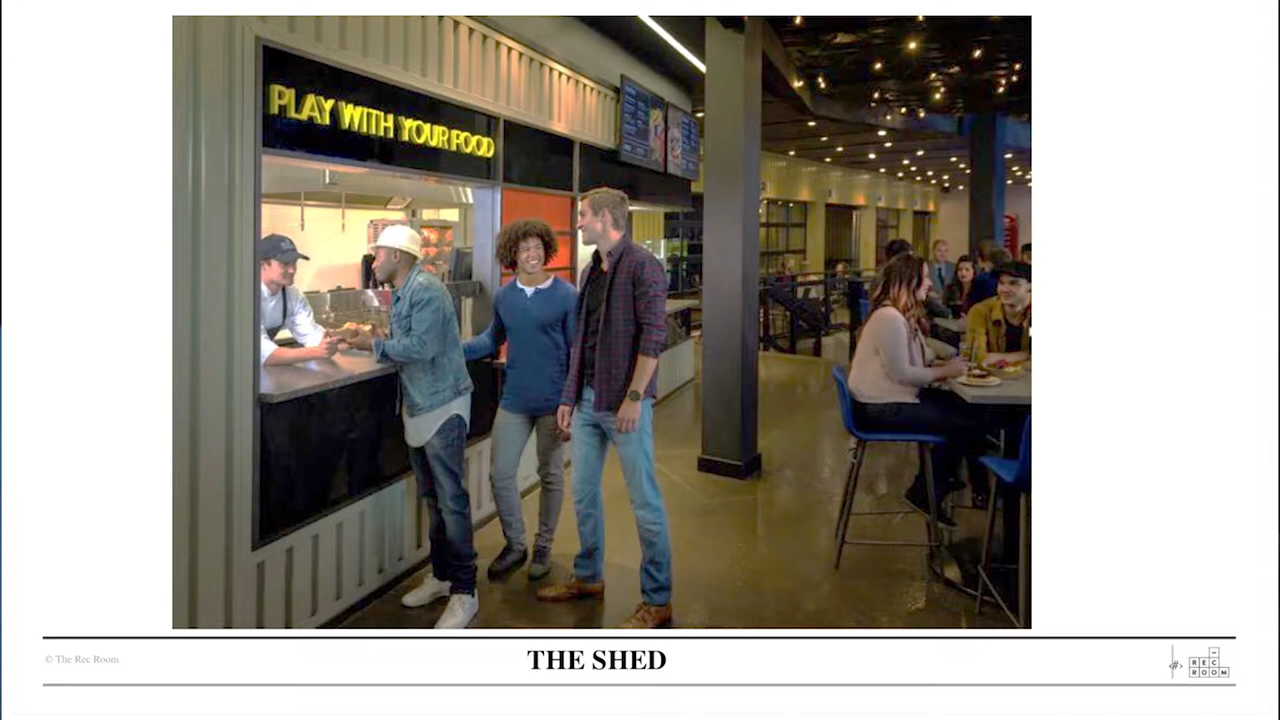 PLAY WITH YOUR FOOD
© The Rec Room
THE SHED
<#>
REC
ROOM